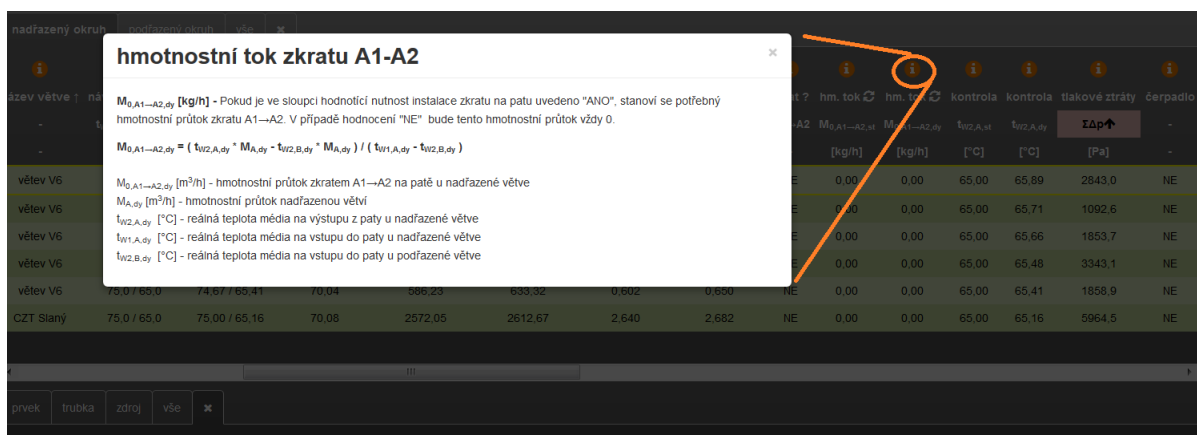 nadřazený okruh podřazený okruh vše ×
hmotnostní tok zkratu A1-A2 ×
M0,A1→A2,dy [kg/h] - Pokud je ve sloupci hodnotící nutnost instalace zkratu na patu uvedeno "ANO", stanoví se potřebný
hmotnostní průtok zkratu A1→A2. V případě hodnocení "NE" bude tento hmotnostní průtok vždy 0.
M0,A1→A2,dy = ( tW2,A,dy * MA,dy - tW2,B,dy * MA,dy ) / ( tW1,A,dy - tW2,B,dy )
M0,A1→A2,dy [m³/h] - hmotnostní průtok zkratem A1→A2 na patě u nadřazené větve
MA,dy [m³/h] - hmotnostní průtok nadřazenou větví
tW2,A,dy [°C] - reálná teplota média na výstupu z paty u nadřazené větve
tW1,A,dy [°C] - reálná teplota média na vstupu do paty u nadřazené větve
tW2,B,dy [°C] - reálná teplota média na vstupu do paty u podřazené větve
ázev větve ↑ ? hm. tok hm. tok kontrola kontrola tlakové ztráty čerpadlo
- -A2 M0,A1→A2,st M0,A1→A2,dy tW2,A,st tW2,A,dy ΣΔp↑ -
- [kg/h] [kg/h] [°C] [°C] [Pa] -
větev V6 0,00 0,00 65,00 65,89 2843,0 NE
větev V6 0,00 0,00 65,00 65,71 1092,6 NE
větev V6 0,00 0,00 65,00 65,66 1853,7 NE
větev V6 0,00 0,00 65,00 65,48 3343,1 NE
větev V6 75,0 / 65,0 74,67 / 65,41 70,04 586,23 633,32 0,602 0,650 NE 0,00 0,00 65,00 65,41 1858,9 NE
CZT Slaný 75,0 / 65,0 75,00 / 65,16 70,08 2572,05 2612,67 2,640 2,682 NE 0,00 0,00 65,00 65,16 5964,5 NE
prvek trubka zdroj vše ×